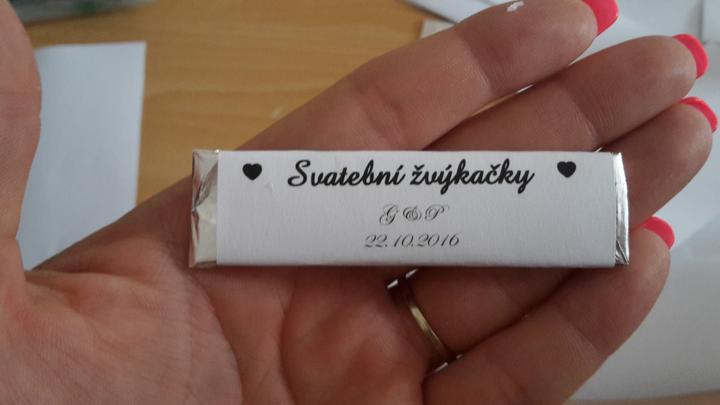 Svatební žvýkačky
G & P
22.10.2016